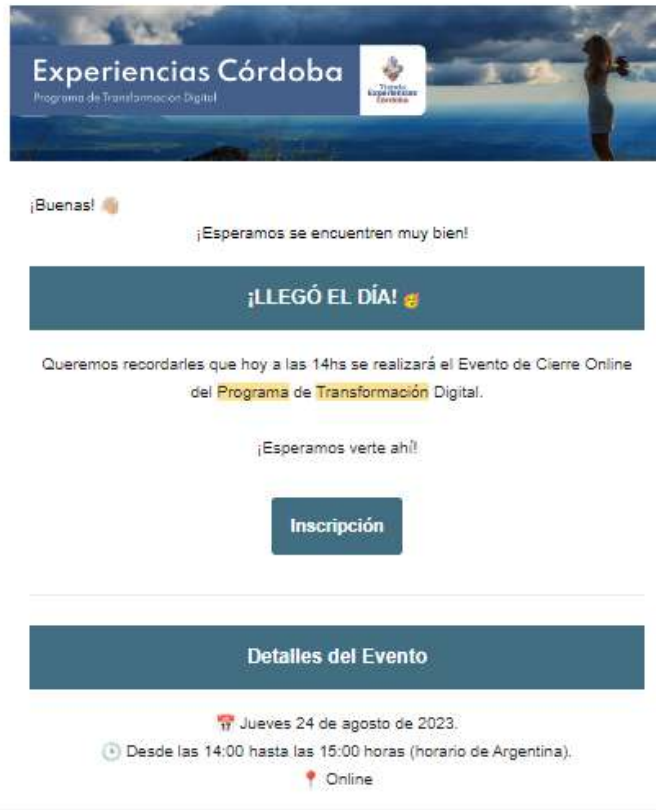 Experiencias Córdoba
Programa de Transformación Digital
Tienda
Experiencias
Córdoba
¡Buenas! 👋🏼
¡Esperamos se encuentren muy bien!
¡LLEGÓ EL DÍA! 🥳
Queremos recordarles que hoy a las 14hs se realizará el Evento de Cierre Online
del Programa de Transformación Digital.
¡Esperamos verte ahí!
Inscripción
Detalles del Evento
📅 Jueves 24 de agosto de 2023.
🕒 Desde las 14:00 hasta las 15:00 horas (horario de Argentina).
📍 Online